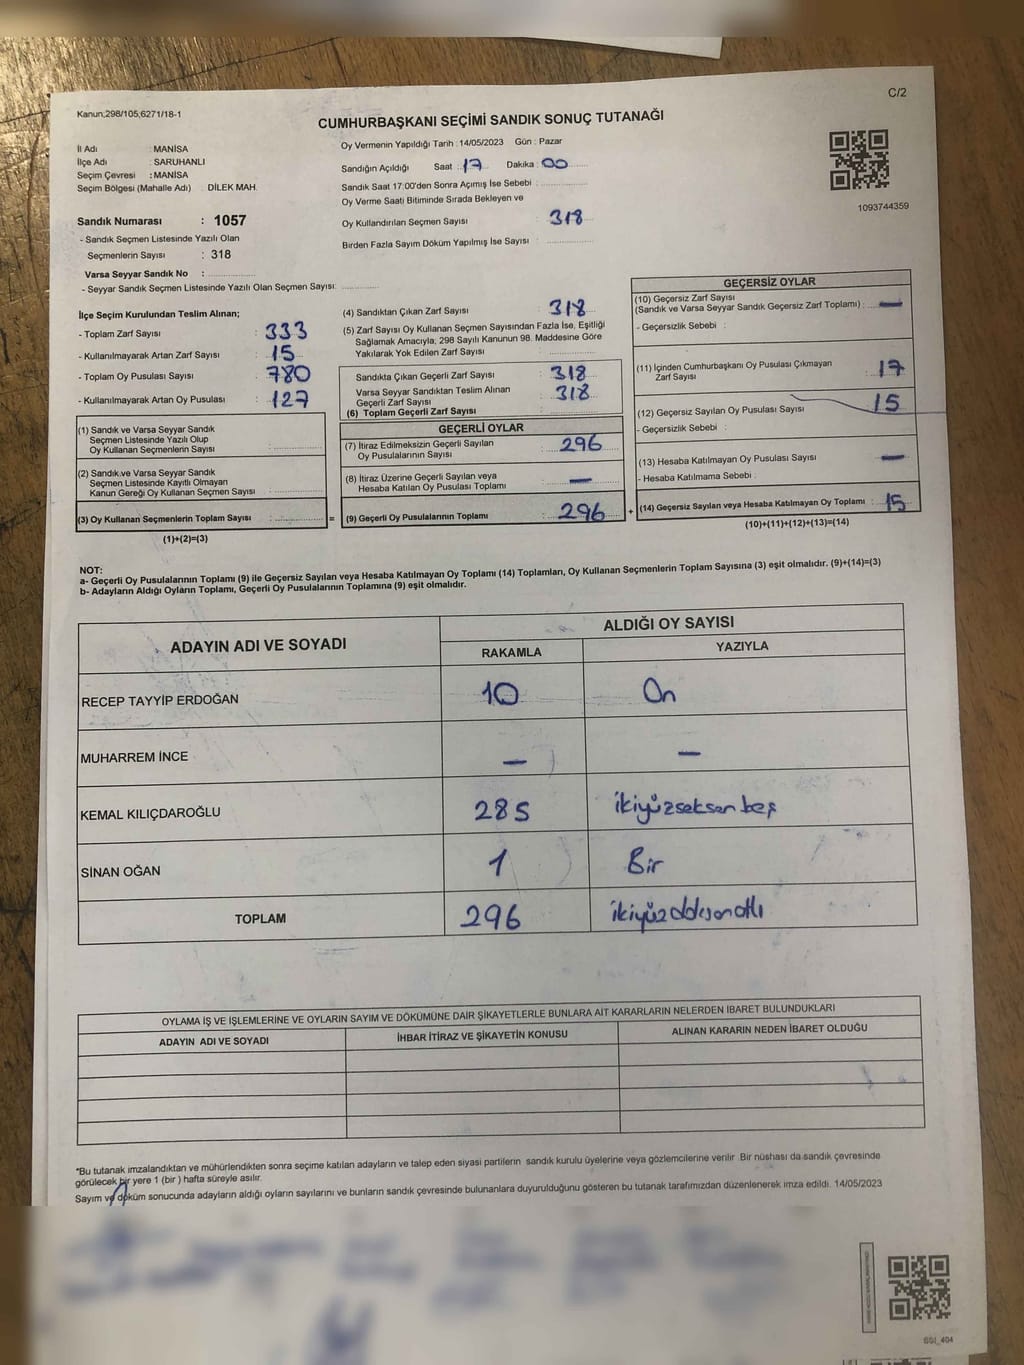 C/2
Kanun;298/105;6271/18-1
CUMHURBAŞKANI SEÇİMİ SANDIK SONUÇ TUTANAĞI
İl Adı : MANİSA
İlçe Adı : SARUHANLI
Seçim Çevresi : MANİSA
Seçim Bölgesi (Mahalle Adı) : DİLEK MAH.
Sandık Numarası : 1057
- Sandık Seçmen Listesinde Yazılı Olan
Seçmenlerin Sayısı : 318
Varsa Seyyar Sandık No :
- Seyyar Sandık Seçmen Listesinde Yazılı Olan Seçmen Sayısı:
Oy Vermenin Yapıldığı Tarih : 14/05/2023 Gün : Pazar
Sandığın Açıldığı Saat : 17 Dakika : 00
Sandık Saat 17:00'den Sonra Açımış İse Sebebi :
Oy Verme Saati Bitiminde Sırada Bekleyen ve
Oy Kullandırılan Seçmen Sayısı : 318
Birden Fazla Sayım Döküm Yapılmış İse Sayısı :
1093744359
İlçe Seçim Kurulundan Teslim Alınan;
- Toplam Zarf Sayısı : 333
- Kullanılmayarak Artan Zarf Sayısı : 15
- Toplam Oy Pusulası Sayısı : 780
- Kullanılmayarak Artan Oy Pusulası : 127
(1) Sandık ve Varsa Seyyar Sandık
Seçmen Listesinde Yazılı Olup
Oy Kullanan Seçmenlerin Sayısı :
(2) Sandık ve Varsa Seyyar Sandık
Seçmen Listesinde Kayıtlı Olmayan
Kanun Gereği Oy Kullanan Seçmen Sayısı :
(3) Oy Kullanan Seçmenlerin Toplam Sayısı : =
(1)+(2)=(3)
(4) Sandıktan Çıkan Zarf Sayısı : 318
(5) Zarf Sayısı Oy Kullanan Seçmen Sayısından Fazla İse, Eşitliği
Sağlamak Amacıyla, 298 Sayılı Kanunun 98. Maddesine Göre
Yakılarak Yok Edilen Zarf Sayısı :
Sandıkta Çıkan Geçerli Zarf Sayısı : 318
Varsa Seyyar Sandıktan Teslim Alınan
Geçerli Zarf Sayısı : 318
(6) Toplam Geçerli Zarf Sayısı :
GEÇERLİ OYLAR
(7) İtiraz Edilmeksizin Geçerli Sayılan
Oy Pusulalarının Sayısı : 296
(8) İtiraz Üzerine Geçerli Sayılan veya
Hesaba Katılan Oy Pusulası Toplamı : —
(9) Geçerli Oy Pusulalarının Toplamı : 296 +
GEÇERSİZ OYLAR
(10) Geçersiz Zarf Sayısı
(Sandık ve Varsa Seyyar Sandık Geçersiz Zarf Toplamı) : —
- Geçersizlik Sebebi :
(11) İçinden Cumhurbaşkanı Oy Pusulası Çıkmayan
Zarf Sayısı : 17
(12) Geçersiz Sayılan Oy Pusulası Sayısı : 15
- Geçersizlik Sebebi :
(13) Hesaba Katılmayan Oy Pusulası Sayısı : —
- Hesaba Katılmama Sebebi :
(14) Geçersiz Sayılan veya Hesaba Katılmayan Oy Toplamı : 15
(10)+(11)+(12)+(13)=(14)
NOT:
a- Geçerli Oy Pusulalarının Toplamı (9) ile Geçersiz Sayılan veya Hesaba Katılmayan Oy Toplamı (14) Toplamları, Oy Kullanan Seçmenlerin Toplam Sayısına (3) eşit olmalıdır. (9)+(14)=(3)
b- Adayların Aldığı Oyların Toplamı, Geçerli Oy Pusulalarının Toplamına (9) eşit olmalıdır.
ADAYIN ADI VE SOYADI
ALDIĞI OY SAYISI
RAKAMLA YAZIYLA
RECEP TAYYİP ERDOĞAN 10 On
MUHARREM İNCE — —
KEMAL KILIÇDAROĞLU 285 ikiyüzseksenbeş
SİNAN OĞAN 1 Bir
TOPLAM 296
OYLAMA İŞ VE İŞLEMLERİNE VE OYLARIN SAYIM VE DÖKÜMÜNE DAİR ŞİKAYETLERLE BUNLARA AİT KARARLARIN NELERDEN İBARET BULUNDUKLARI
ADAYIN ADI VE SOYADI İHBAR İTİRAZ VE ŞİKAYETİN KONUSU ALINAN KARARIN NEDEN İBARET OLDUĞU
*Bu tutanak imzalandıktan ve mühürlendikten sonra seçime katılan adayların ve talep eden siyasi partilerin sandık kurulu üyelerine veya gözlemcilerine verilir .Bir nüshası da sandık çevresinde
görülecek bir yere 1 (bir ) hafta süreyle asılır.
Sayım ve döküm sonucunda adayların aldığı oyların sayılarını ve bunların sandık çevresinde bulunanlara duyurulduğunu gösteren bu tutanak tarafımızdan düzenlenerek imza edildi. 14/05/2023